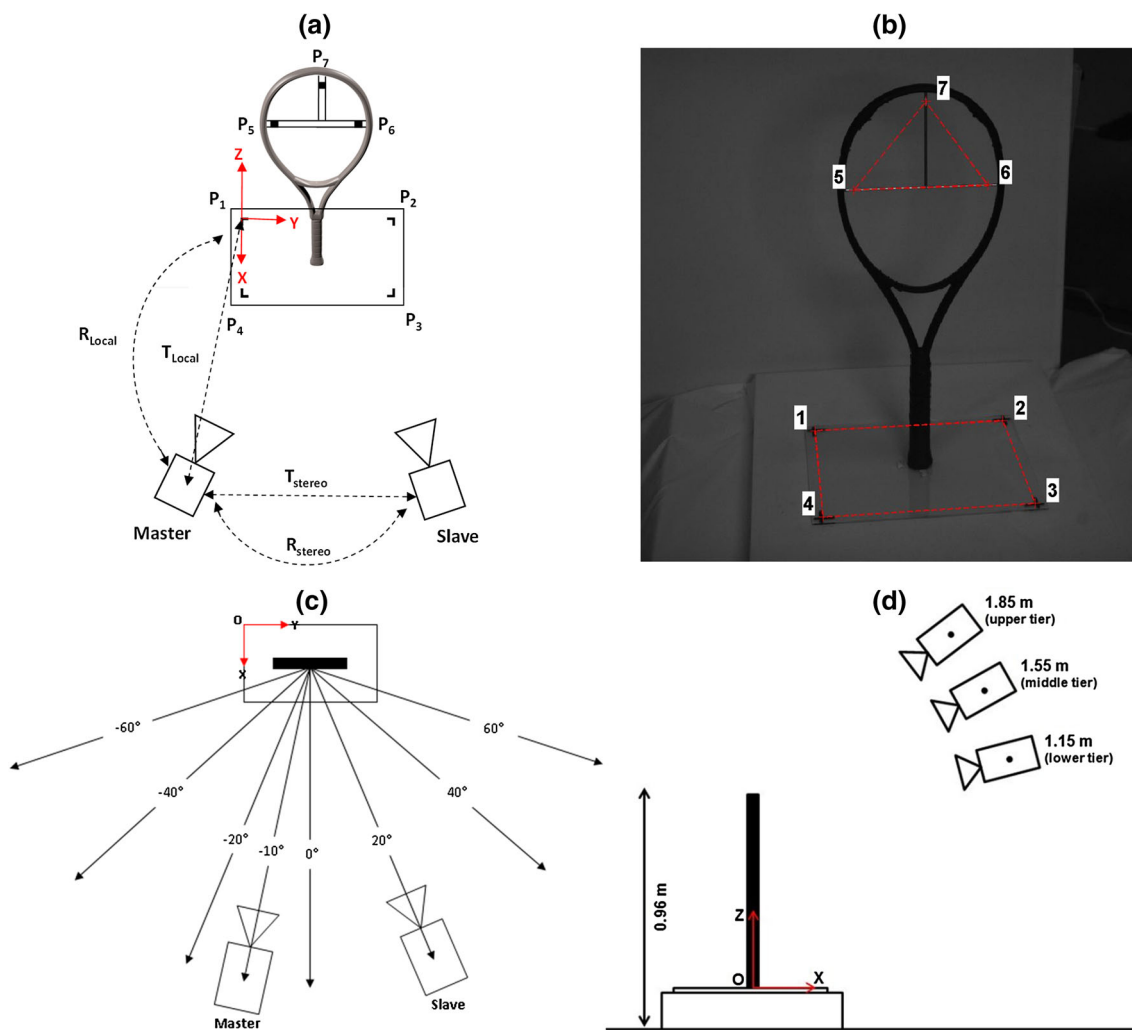 (a)
P7
P5
P6
Z
P1
P2
Y
X
P4
P3
RLocal
TLocal
Tstereo
Master
Rstereo
Slave
(b)
7
5
6
1
2
4
3
(c)
O
Y
X
-60°
60°
-40°
40°
-20°
-10°
0°
20°
Slave
Master
(d)
1.85 m
(upper tier)
1.55 m
(middle tier)
1.15 m
(lower tier)
0.96 m
Z
O
X